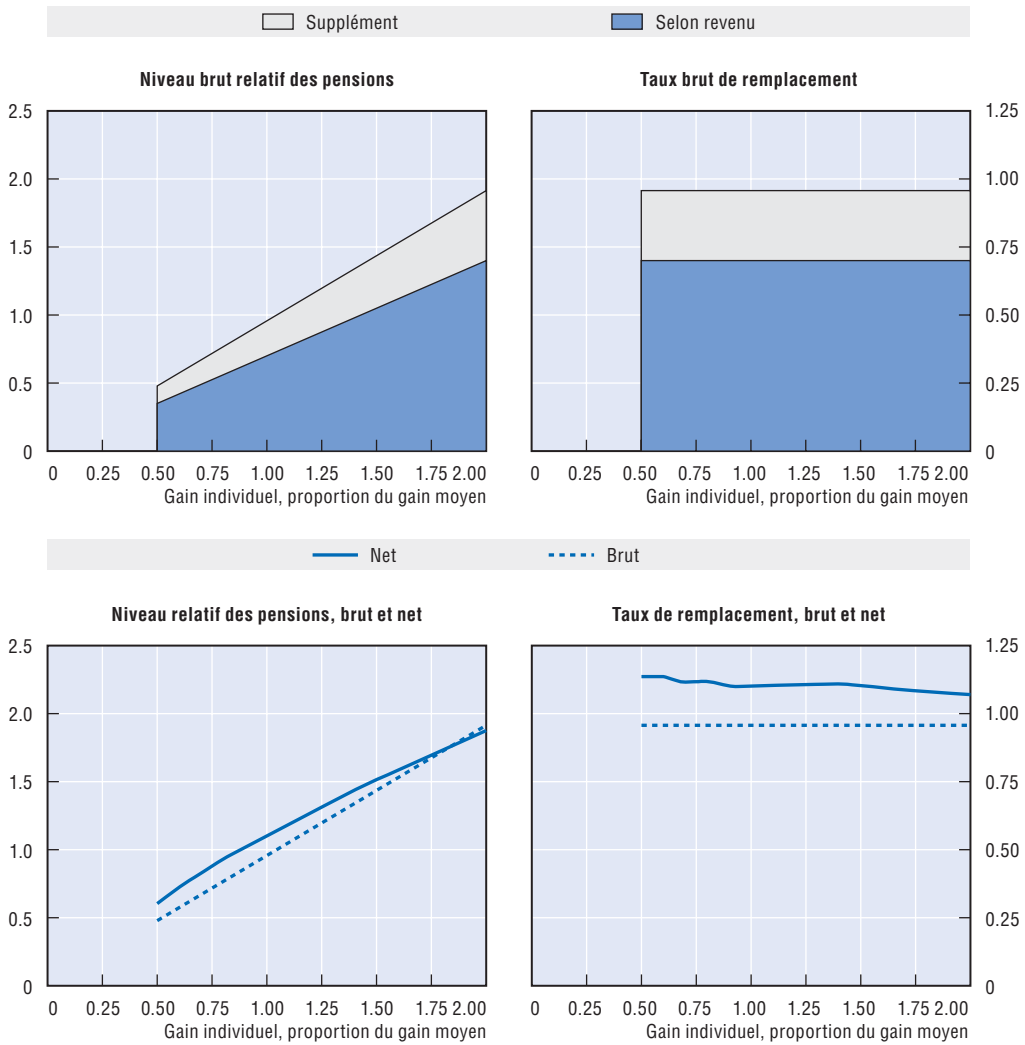 Supplément Selon revenu
Niveau brut relatif des pensions
2.5
2.0
1.5
1.0
0.5
0
0 0.25 0.50 0.75 1.00 1.25 1.50 1.75 2.00
Gain individuel, proportion du gain moyen
Taux brut de remplacement
1.25
1.00
0.75
0.50
0.25
0
0 0.25 0.50 0.75 1.00 1.25 1.50 1.75 2.00
Gain individuel, proportion du gain moyen
Net Brut
Niveau relatif des pensions, brut et net
2.5
2.0
1.5
1.0
0.5
0
0 0.25 0.50 0.75 1.00 1.25 1.50 1.75 2.00
Gain individuel, proportion du gain moyen
Taux de remplacement, brut et net
1.25
1.00
0.75
0.50
0.25
0
0 0.25 0.50 0.75 1.00 1.25 1.50 1.75 2.00
Gain individuel, proportion du gain moyen